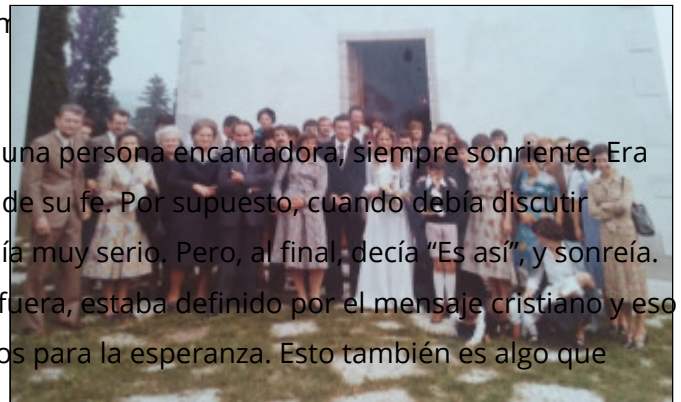 una persona encantadora, siempre sonriente. Era
de su fe. Por supuesto, cuando debía discutir
ía muy serio. Pero, al final, decía “Es así”, y sonreía.
fuera, estaba definido por el mensaje cristiano y eso
os para la esperanza. Esto también es algo que